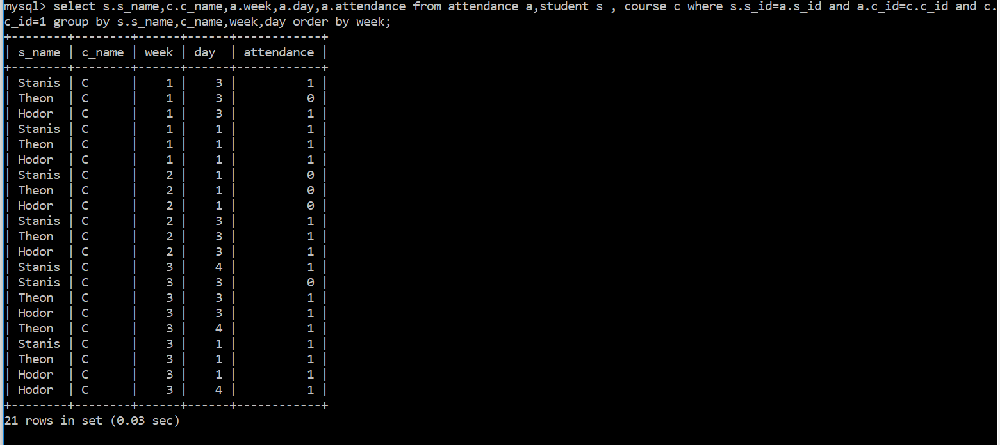 mysql> select s.s_name,c.c_name,a.week,a.day,a.attendance from attendance a,student s , course c where s.s_id=a.s_id and a.c_id=c.c_id and c.
c_id=1 group by s.s_name,c_name,week,day order by week;
+--------+--------+------+------+------------+
| s_name | c_name | week | day  | attendance |
+--------+--------+------+------+------------+
| Stanis | C      |    1 |    3 |          1 |
| Theon  | C      |    1 |    3 |          0 |
| Hodor  | C      |    1 |    3 |          1 |
| Stanis | C      |    1 |    1 |          1 |
| Theon  | C      |    1 |    1 |          1 |
| Hodor  | C      |    1 |    1 |          1 |
| Stanis | C      |    2 |    1 |          0 |
| Theon  | C      |    2 |    1 |          0 |
| Hodor  | C      |    2 |    1 |          0 |
| Stanis | C      |    2 |    3 |          1 |
| Theon  | C      |    2 |    3 |          1 |
| Hodor  | C      |    2 |    3 |          1 |
| Stanis | C      |    3 |    4 |          1 |
| Stanis | C      |    3 |    3 |          0 |
| Theon  | C      |    3 |    3 |          1 |
| Hodor  | C      |    3 |    3 |          1 |
| Theon  | C      |    3 |    4 |          1 |
| Stanis | C      |    3 |    1 |          1 |
| Theon  | C      |    3 |    1 |          1 |
| Hodor  | C      |    3 |    1 |          1 |
| Hodor  | C      |    3 |    4 |          1 |
+--------+--------+------+------+------------+
21 rows in set (0.03 sec)